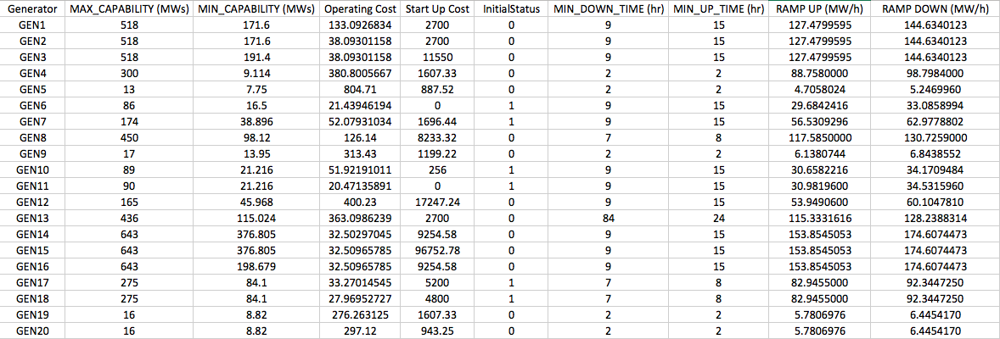 Generator MAX_CAPABILITY (MWs) MIN_CAPABILITY (MWs) Operating Cost Start Up Cost InitialStatus MIN_DOWN_TIME (hr) MIN_UP_TIME (hr) RAMP UP (MW/h) RAMP DOWN (MW/h)
GEN1 518 171.6 133.0926834 2700 0 9 15 127.4799595 144.6340123
GEN2 518 171.6 38.09301158 2700 0 9 15 127.4799595 144.6340123
GEN3 518 191.4 38.09301158 11550 0 9 15 127.4799595 144.6340123
GEN4 300 9.114 380.8005667 1607.33 0 2 2 88.7580000 98.7984000
GEN5 13 7.75 804.71 887.52 0 2 2 4.7058024 5.2469960
GEN6 86 16.5 21.43946194 0 1 9 15 29.6842416 33.0858994
GEN7 174 38.896 52.07931034 1696.44 1 9 15 56.5309296 62.9778802
GEN8 450 98.12 126.14 8233.32 0 7 8 117.5850000 130.7259000
GEN9 17 13.95 313.43 1199.22 0 2 2 6.1380744 6.8438552
GEN10 89 21.216 51.92191011 256 1 9 15 30.6582216 34.1709484
GEN11 90 21.216 20.47135891 0 1 9 15 30.9819600 34.5315960
GEN12 165 45.968 400.23 17247.24 0 9 15 53.9490600 60.1047810
GEN13 436 115.024 363.0986239 2700 0 84 24 115.3331616 128.2388314
GEN14 643 376.805 32.50297045 9254.58 0 9 15 153.8545053 174.6074473
GEN15 643 376.805 32.50965785 96752.78 0 9 15 153.8545053 174.6074473
GEN16 643 198.679 32.50965785 9254.58 0 9 15 153.8545053 174.6074473
GEN17 275 84.1 33.27014545 5200 1 7 8 82.9455000 92.3447250
GEN18 275 84.1 27.96952727 4800 1 7 8 82.9455000 92.3447250
GEN19 16 8.82 276.263125 1607.33 0 2 2 5.7806976 6.4454170
GEN20 16 8.82 297.12 943.25 0 2 2 5.7806976 6.4454170